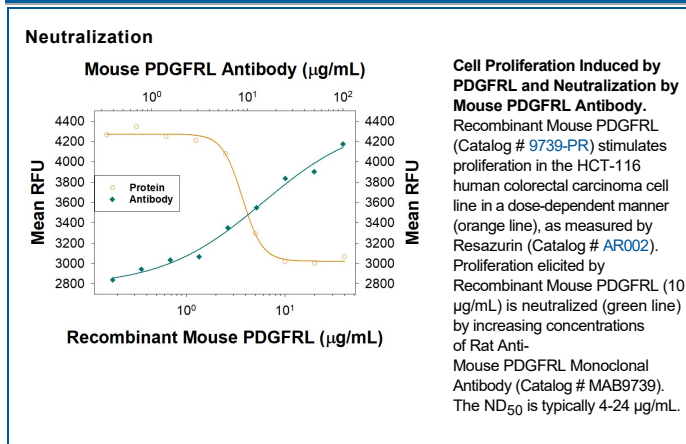 Neutralization
Mouse PDGFRL Antibody (µg/mL)
10⁰ 10¹ 10²
4400 4400
4200 4200
4000 4000
3800 3800
3600 3600
3400 3400
3200 3200
3000 3000
2800 2800
Mean RFU
Mean RFU
Protein
Antibody
10⁰ 10¹
Recombinant Mouse PDGFRL (µg/mL)
Cell Proliferation Induced by
PDGFRL and Neutralization by
Mouse PDGFRL Antibody.
Recombinant Mouse PDGFRL
(Catalog # 9739-PR) stimulates
proliferation in the HCT-116
human colorectal carcinoma cell
line in a dose-dependent manner
(orange line), as measured by
Resazurin (Catalog # AR002).
Proliferation elicited by
Recombinant Mouse PDGFRL (10
µg/mL) is neutralized (green line)
by increasing concentrations
of Rat Anti-
Mouse PDGFRL Monoclonal
Antibody (Catalog # MAB9739).
The ND₅₀ is typically 4-24 µg/mL.